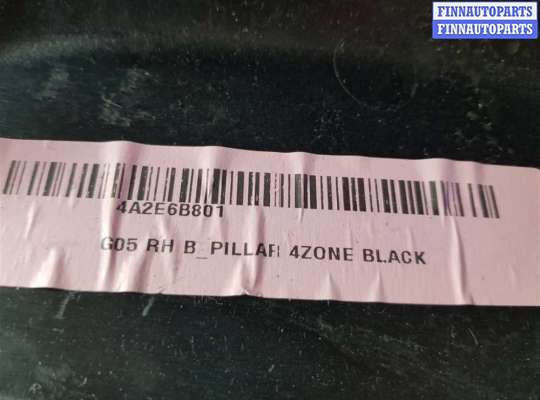 FINNAUTOPARTS
FINNAUTOPARTS
4A2E6B801
G05 RH B_PILLAR 4ZONE BLACK